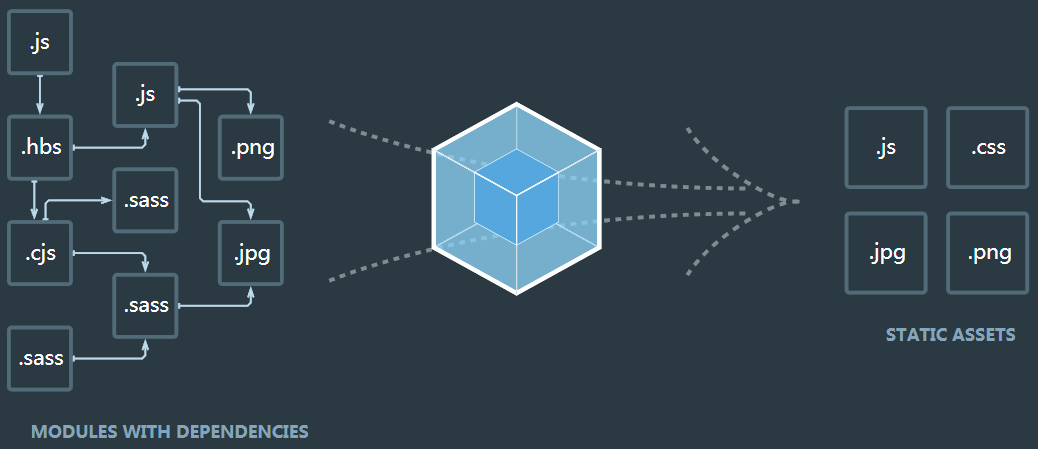 .js
.js
.hbs
.png
.sass
.cjs
.jpg
.sass
.sass
MODULES WITH DEPENDENCIES
.js
.css
.jpg
.png
STATIC ASSETS